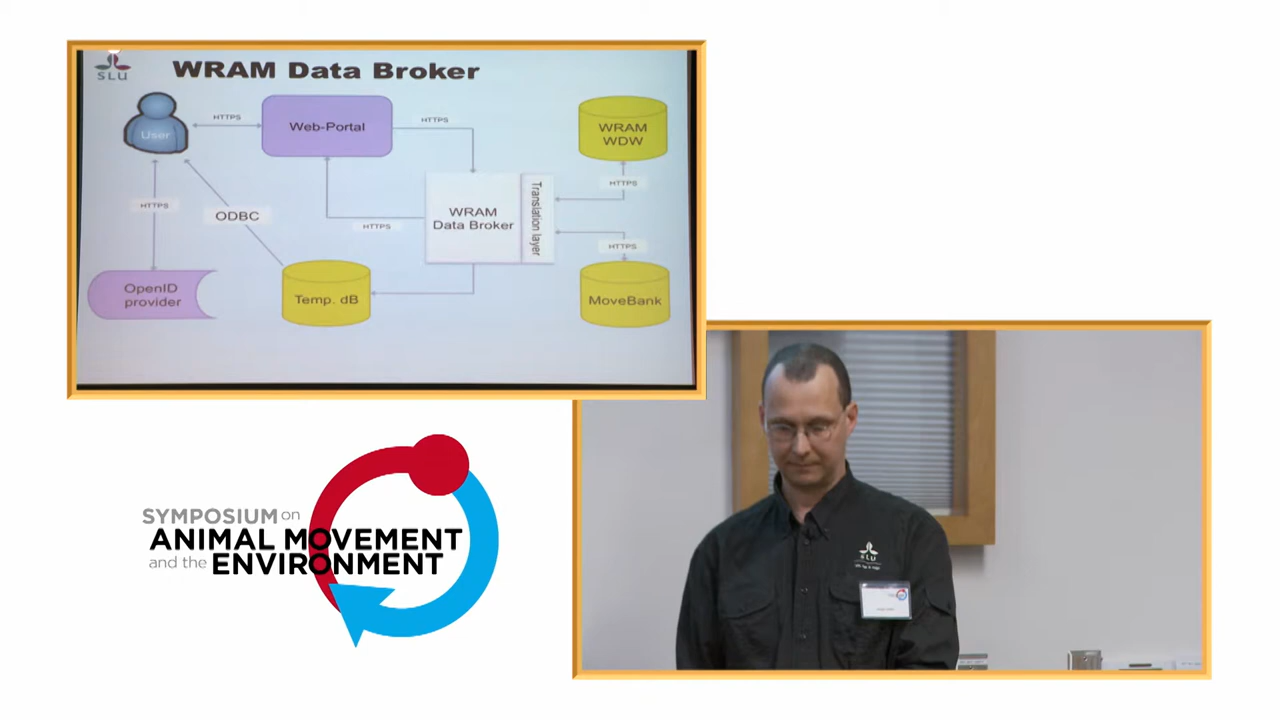 SLU
WRAM Data Broker
User
HTTPS
Web-Portal
HTTPS
WRAM
WDW
HTTPS
HTTPS
ODBC
WRAM
Data Broker
Translation layer
HTTPS
HTTPS
OpenID
provider
Temp. dB
MoveBank
SYMPOSIUM on
ANIMAL MOVEMENT
and the ENVIRONMENT
SLU